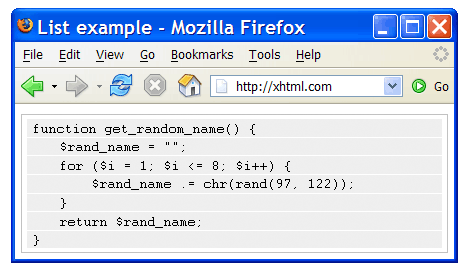 List example - Mozilla Firefox
File Edit View Go Bookmarks Tools Help
http://xhtml.com Go
function get_random_name() {
    $rand_name = "";
    for ($i = 1; $i <= 8; $i++) {
        $rand_name .= chr(rand(97, 122));
    }
    return $rand_name;
}